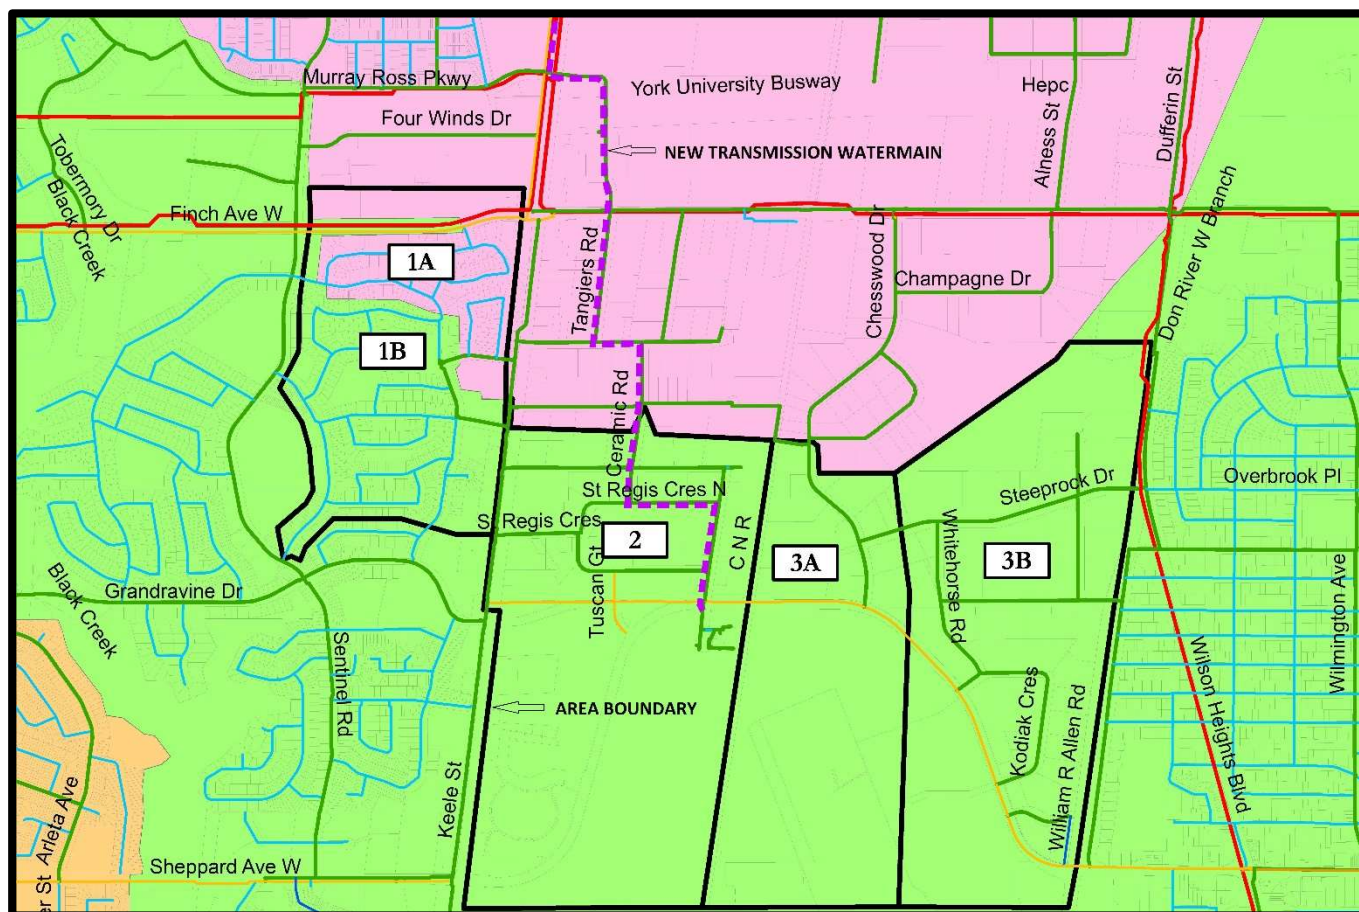 Murray Ross Pkwy
York University Busway
Hepc
Dufferin St
Four Winds Dr
NEW TRANSMISSION WATERMAIN
Alness St
Tobermory Dr
Black Creek
Finch Ave W
Don River W Branch
1A
Tangiers Rd
Chesswood Dr
Champagne Dr
1B
Ceramic Rd
St Regis Cres N
Steeprock Dr
Overbrook Pl
St Regis Cres
2
C N R
3A
Whitehorse Rd
3B
Tuscan Gt
Grandravine Dr
Black Creek
Wilmington Ave
Sentinel Rd
AREA BOUNDARY
Kodiak Cres
William R Allen Rd
Wilson Heights Blvd
Keele St
Arleta Ave
er St
Sheppard Ave W